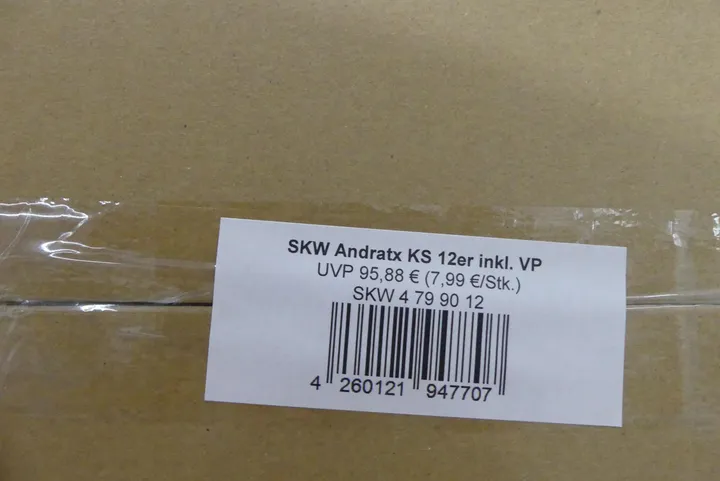 SKW Andratx KS 12er inkl. VP
UVP 95,88 € (7,99 €/Stk.)
SKW 4 79 90 12
4 260121 947707